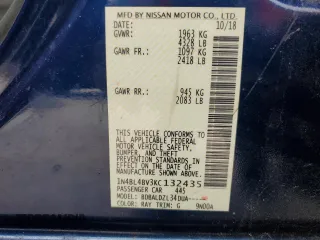 MFD BY NISSAN MOTOR CO., LTD.
DATE: 10/18
GVWR: 1963 KG
4328 LB
GAWR FR: 1097 KG
2418 LB
GAWR RR: 945 KG
2083 LB
THIS VEHICLE CONFORMS TO ALL
APPLICABLE FEDERAL MOTOR VEHICLE
SAFETY, BUMPER, AND THEFT
PREVENTION STANDARDS IN EFFECT
ON THE DATE OF MANUFACTURE
SHOWN ABOVE.
1N4BL4BV3KC132435
PASSENGER CAR 445
MODEL: BDBALDZL34DUA
COLOR: RAY TRIM: G 9N00A